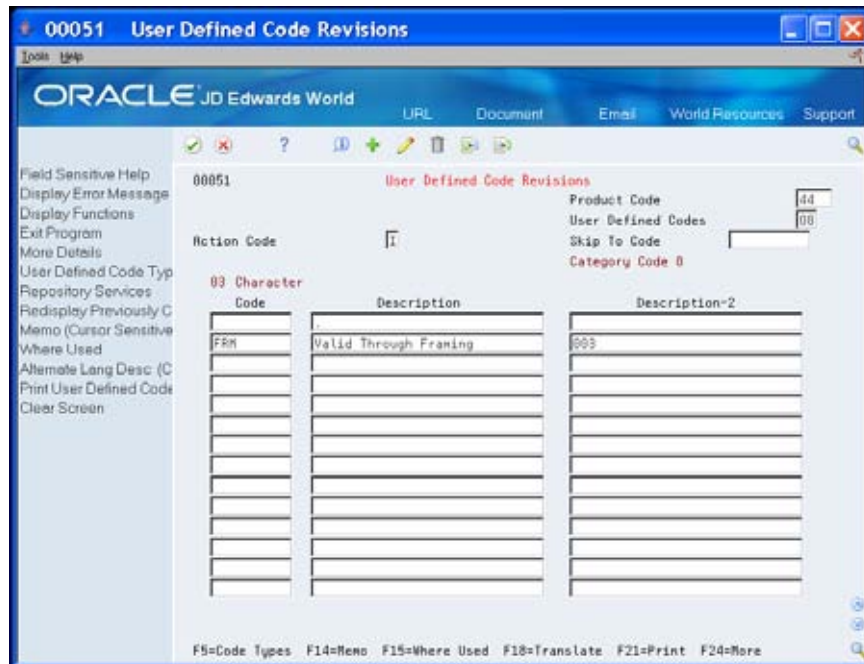 00051 User Defined Code Revisions
Tools Help
ORACLE JD Edwards World
URL Document Email World Resources Support
Field Sensitive Help
Display Error Message
Display Functions
Exit Program
More Details
User Defined Code Typ
Repository Services
Redisplay Previously C
Memo (Cursor Sensitive
Where Used
Alternate Lang Desc (C
Print User Defined Code
Clear Screen
00051 User Defined Code Revisions
Product Code 44
User Defined Codes
Action Code I Skip To Code
Category Code 8
03 Character
Code Description Description-2
.
FRM Valid Through Framing 003
F5=Code Types F14=Memo F15=Where Used F18=Translate F21=Print F24=More